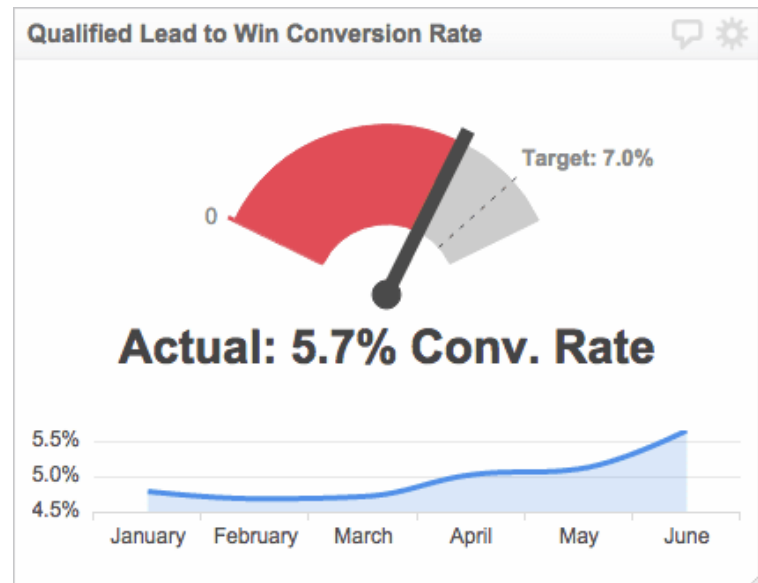 Qualified Lead to Win Conversion Rate
Target: 7.0%
0
Actual: 5.7% Conv. Rate
5.5%
5.0%
4.5%
January February March April May June